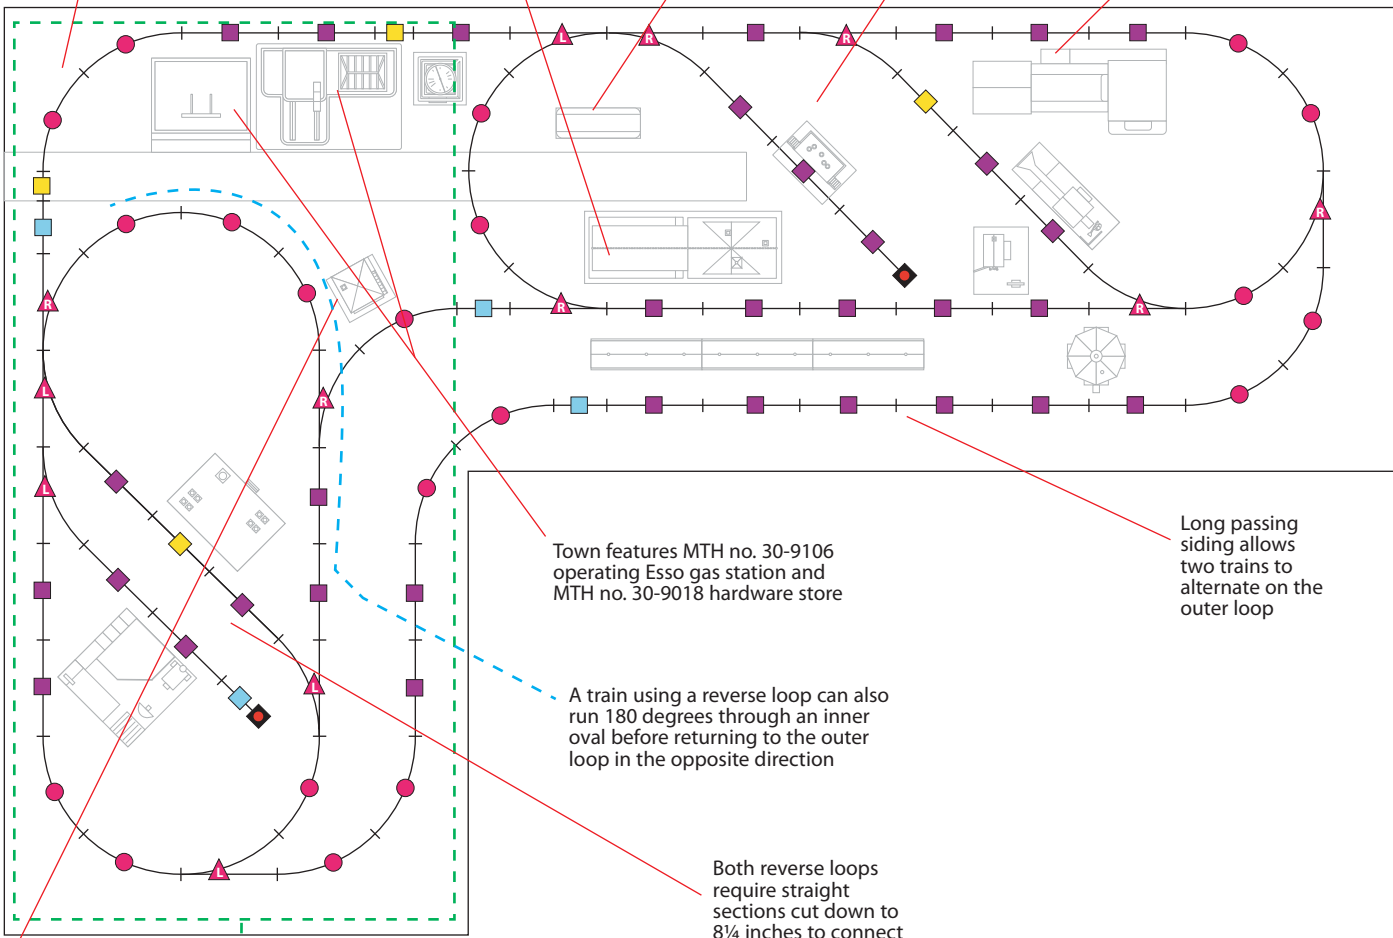 L
R
R
R
R
R
R
L
R
L
Town features MTH no. 30-9106
operating Esso gas station and
MTH no. 30-9018 hardware store
Long passing
siding allows
two trains to
alternate on the
outer loop
L
A train using a reverse loop can also
run 180 degrees through an inner
oval before returning to the outer
loop in the opposite direction
L
Both reverse loops
require straight
sections cut down to
8¼ inches to connect